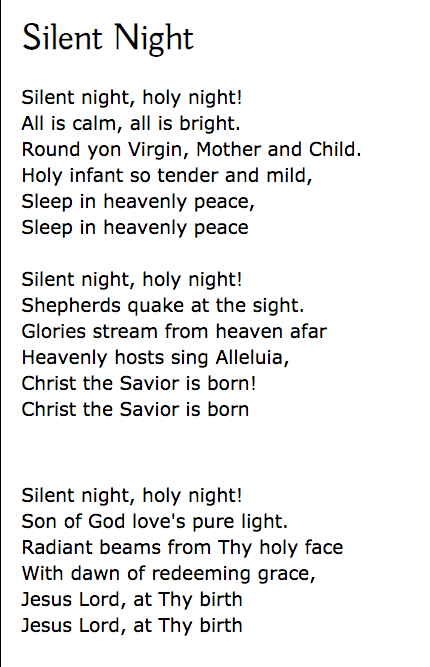 Silent Night
Silent night, holy night!
All is calm, all is bright.
Round yon Virgin, Mother and Child.
Holy infant so tender and mild,
Sleep in heavenly peace,
Sleep in heavenly peace
Silent night, holy night!
Shepherds quake at the sight.
Glories stream from heaven afar
Heavenly hosts sing Alleluia,
Christ the Savior is born!
Christ the Savior is born
Silent night, holy night!
Son of God love's pure light.
Radiant beams from Thy holy face
With dawn of redeeming grace,
Jesus Lord, at Thy birth
Jesus Lord, at Thy birth